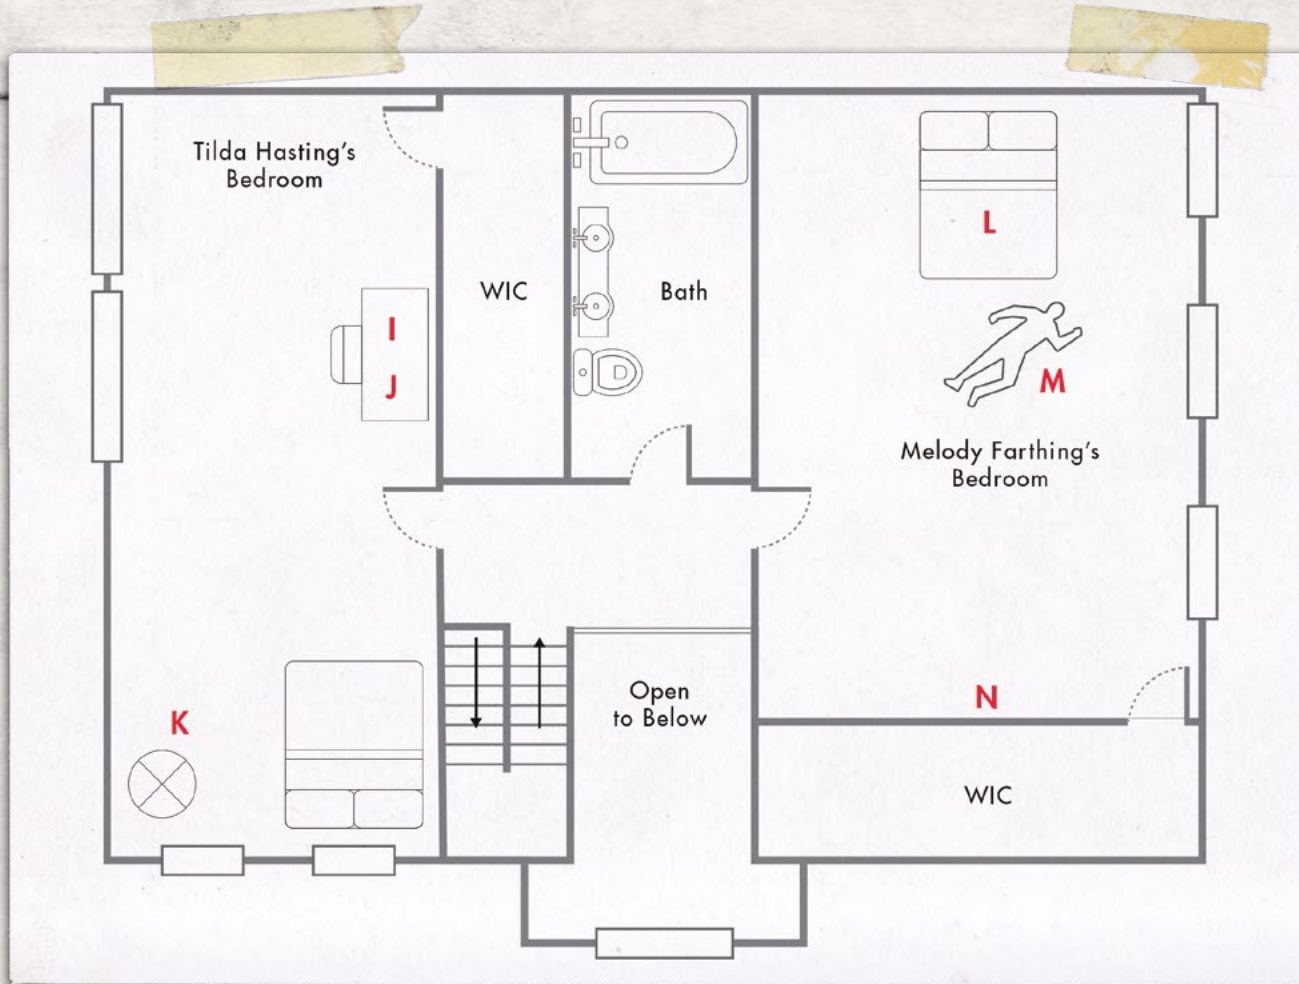 Tilda Hasting's
Bedroom
L
WIC
Bath
I
J
M
Melody Farthing's
Bedroom
K
Open
to Below
N
WIC